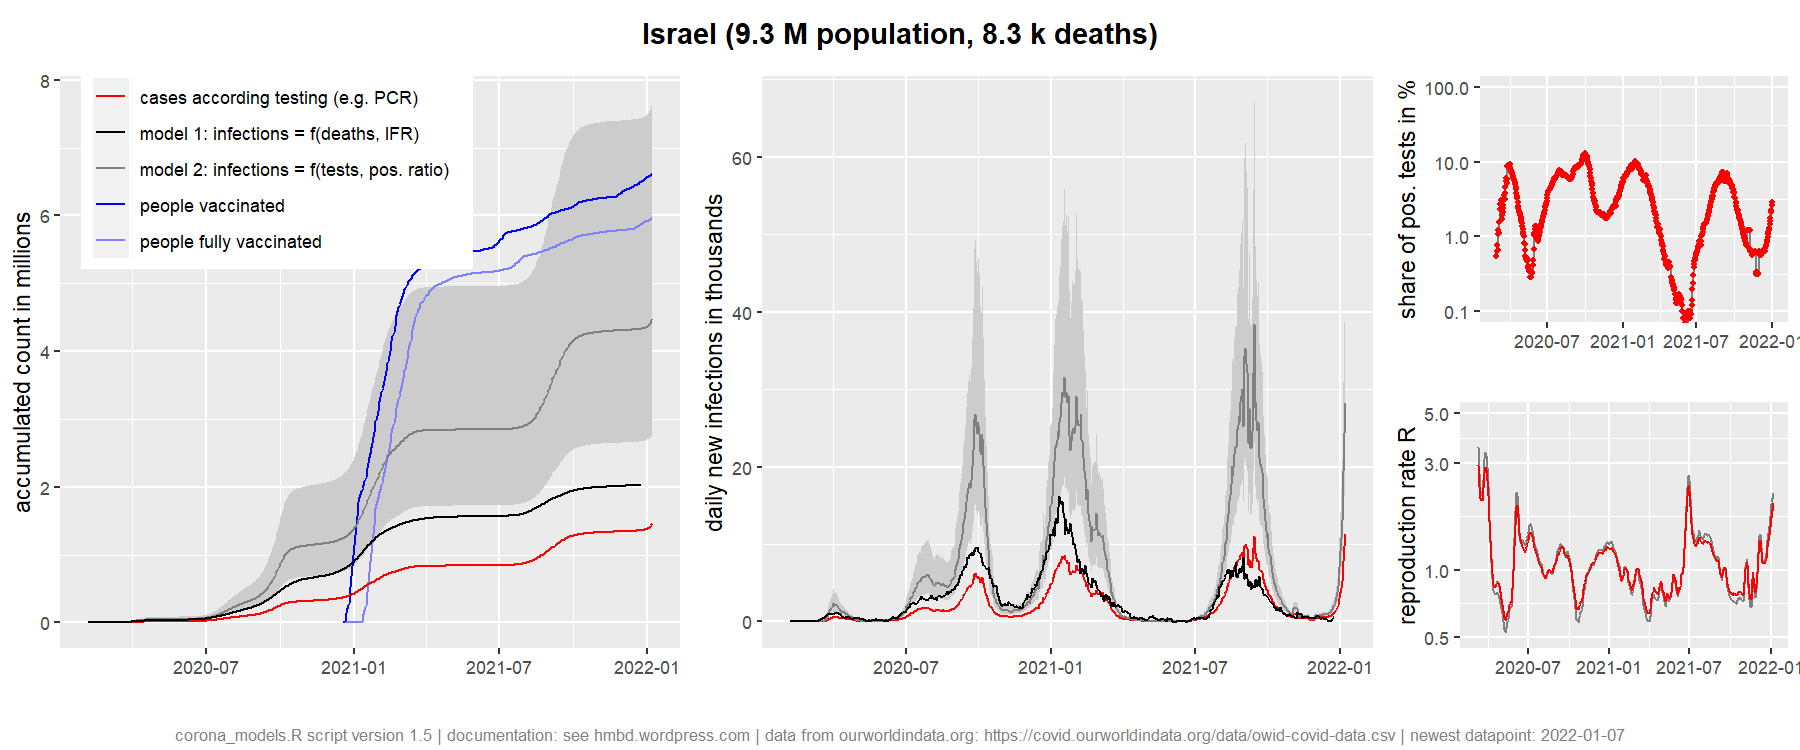 Israel (9.3 M population, 8.3 k deaths)
accumulated count in millions
8
6
4
2
0
cases according testing (e.g. PCR)
model 1: infections = f(deaths, IFR)
model 2: infections = f(tests, pos. ratio)
people vaccinated
people fully vaccinated
2020-07 2021-01 2021-07 2022-01
daily new infections in thousands
60
40
20
0
2020-07 2021-01 2021-07 2022-01
share of pos. tests in %
100.0
10.0
1.0
0.1
2020-07 2021-01 2021-07 2022-01
reproduction rate R
5.0
3.0
1.0
0.5
2020-07 2021-01 2021-07 2022-01
corona_models.R script version 1.5 | documentation: see hmbd.wordpress.com | data from ourworldindata.org: https://covid.ourworldindata.org/data/owid-covid-data.csv | newest datapoint: 2022-01-07